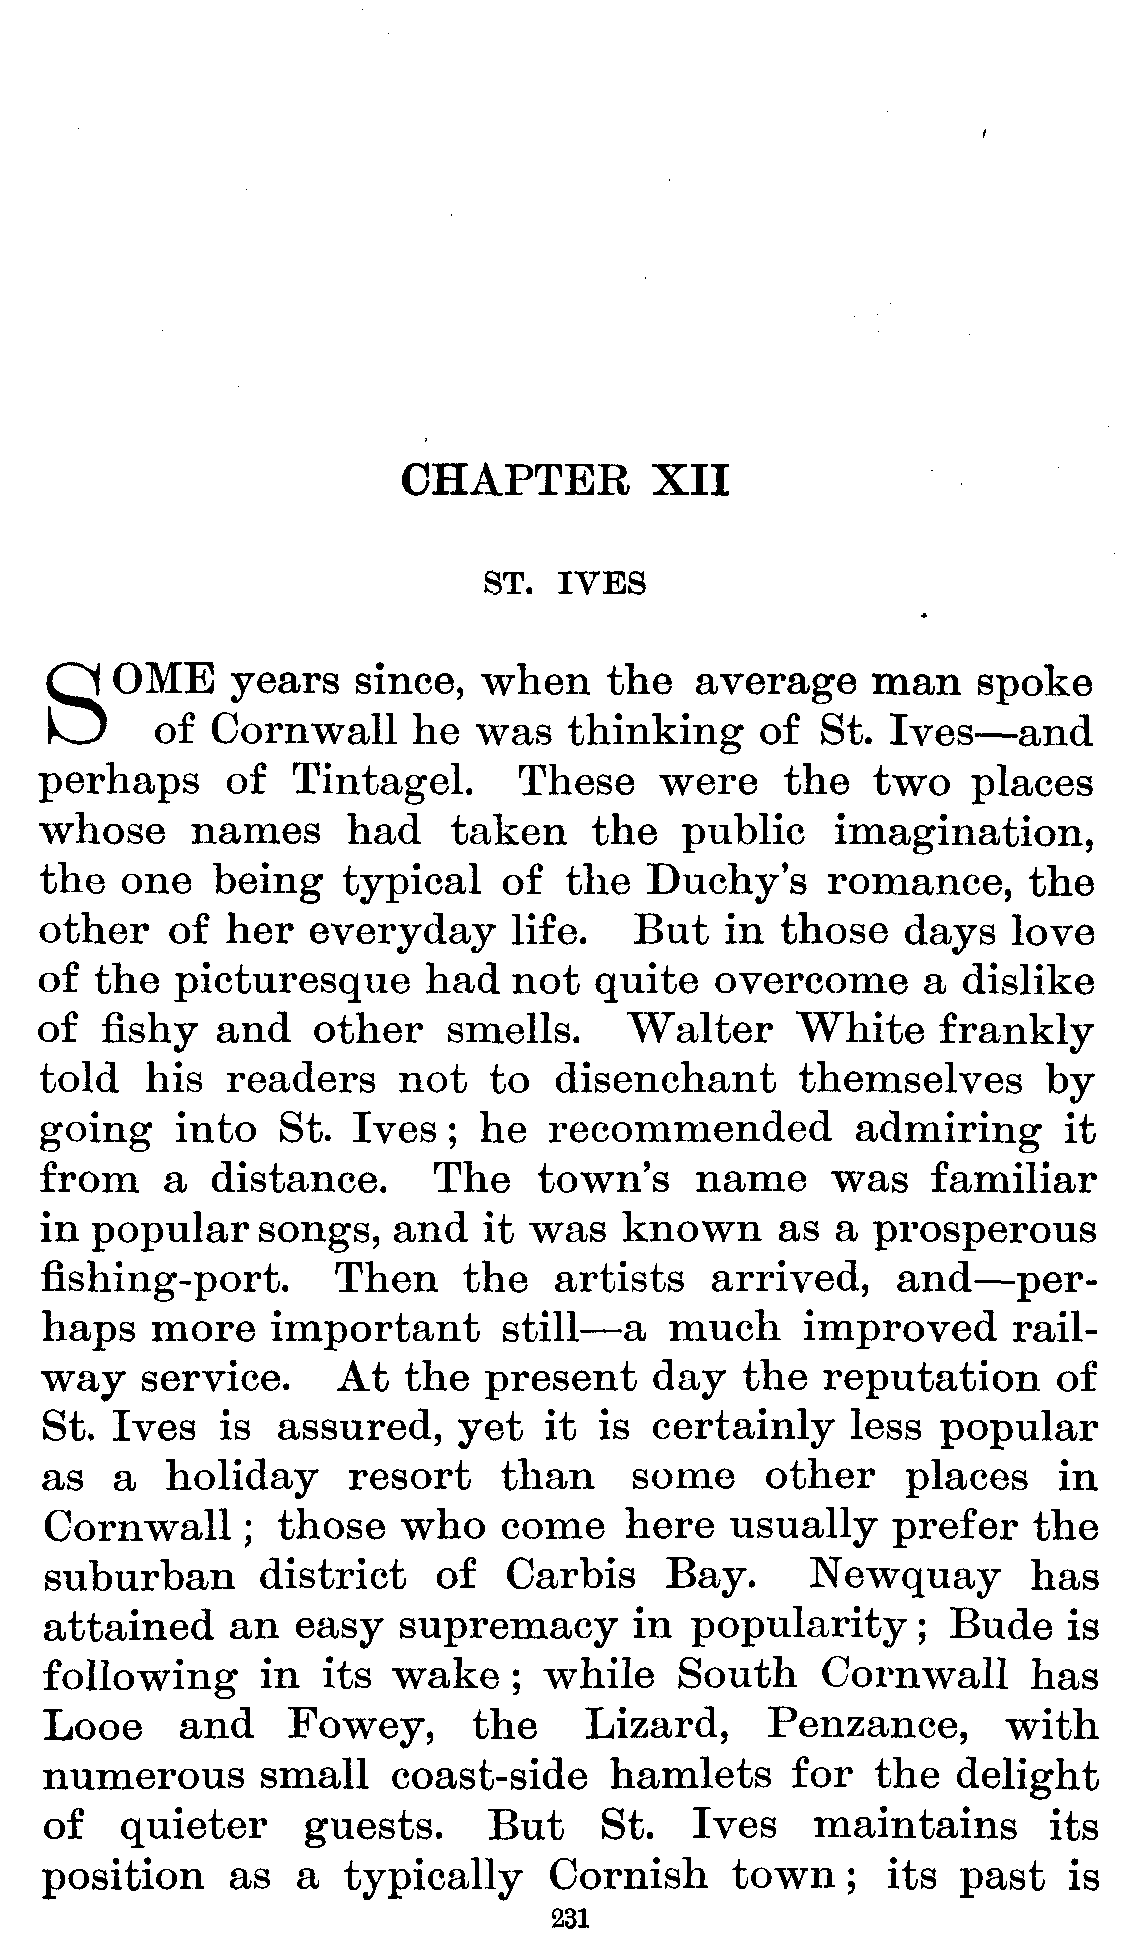 CHAPTER XII
ST. IVES
SOME years since, when the average man spoke
of Cornwall he was thinking of St. Ives—and
perhaps of Tintagel. These were the two places
whose names had taken the public imagination,
the one being typical of the Duchy's romance, the
other of her everyday life. But in those days love
of the picturesque had not quite overcome a dislike
of fishy and other smells. Walter White frankly
told his readers not to disenchant themselves by
going into St. Ives; he recommended admiring it
from a distance. The town's name was familiar
in popular songs, and it was known as a prosperous
fishing-port. Then the artists arrived, and—per-
haps more important still—a much improved rail-
way service. At the present day the reputation of
St. Ives is assured, yet it is certainly less popular
as a holiday resort than some other places in
Cornwall; those who come here usually prefer the
suburban district of Carbis Bay. Newquay has
attained an easy supremacy in popularity; Bude is
following in its wake; while South Cornwall has
Looe and Fowey, the Lizard, Penzance, with
numerous small coast-side hamlets for the delight
of quieter guests. But St. Ives maintains its
position as a typically Cornish town; its past is
231